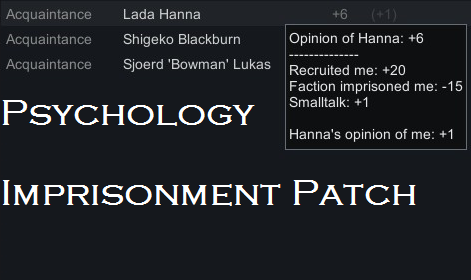 Acquaintance Lada Hanna +6 (+1)
Acquaintance Shigeko Blackburn
Acquaintance Sjoerd 'Bowman' Lukas
Opinion of Hanna: +6
--------------
Recruited me: +20
Faction imprisoned me: -15
Smalltalk: +1
Hanna's opinion of me: +1
Psychology
Imprisonment Patch